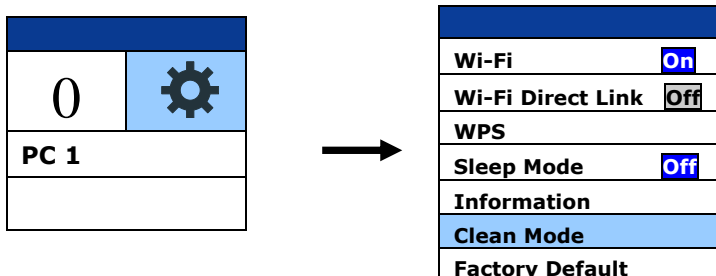 0
PC 1
Wi-Fi On
Wi-Fi Direct Link Off
WPS
Sleep Mode Off
Information
Clean Mode
Factory Default